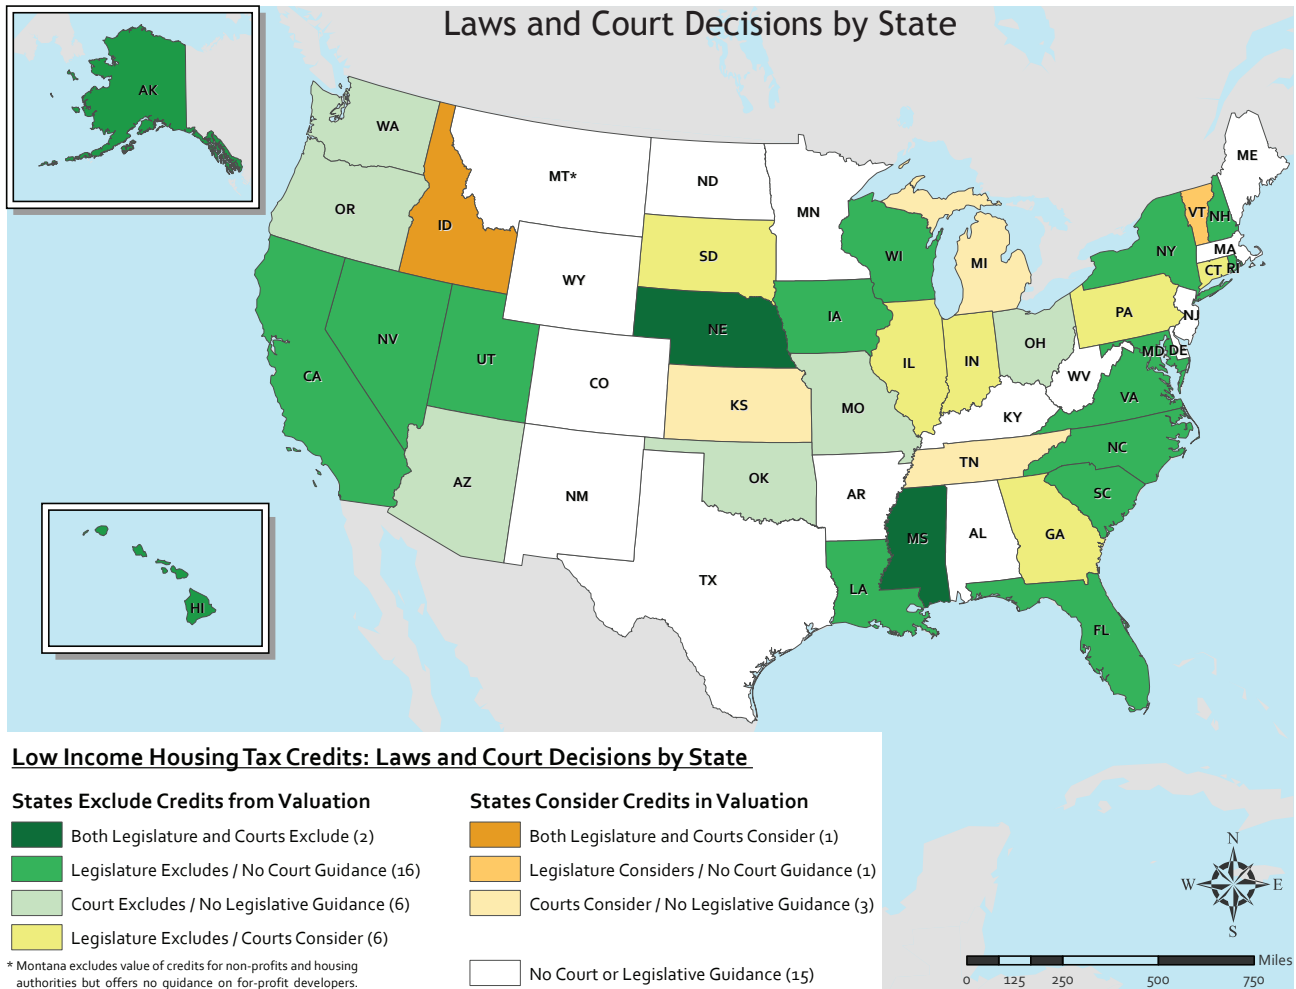 Laws and Court Decisions by State
AK
WA
OR
ID
MT*
ND
MN
SD
WY
NE
NV
UT
CA
CO
KS
AZ
NM
OK
TX
WI
IA
MI
IL
IN
OH
MO
KY
WV
TN
AR
MS
AL
GA
LA
FL
SC
NC
VA
MD
DE
NJ
PA
NY
CT
RI
MA
VT
NH
ME
HI
Low Income Housing Tax Credits: Laws and Court Decisions by State
States Exclude Credits from Valuation
Both Legislature and Courts Exclude (2)
Legislature Excludes / No Court Guidance (16)
Court Excludes / No Legislative Guidance (6)
Legislature Excludes / Courts Consider (6)
* Montana excludes value of credits for non-profits and housing
authorities but offers no guidance on for-profit developers.
States Consider Credits in Valuation
Both Legislature and Courts Consider (1)
Legislature Considers / No Court Guidance (1)
Courts Consider / No Legislative Guidance (3)
No Court or Legislative Guidance (15)
N
W
E
S
Miles
0 125 250 500 750